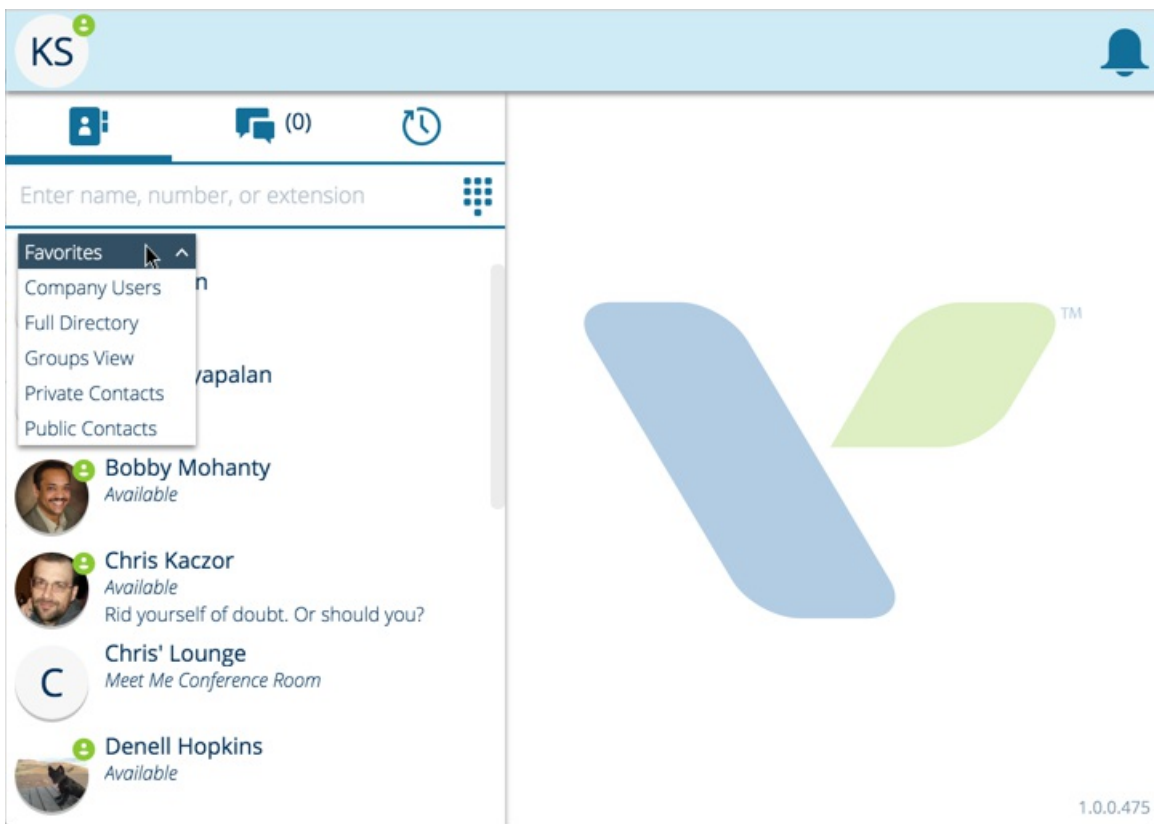 KS
(0)
Enter name, number, or extension
Favorites
Company Users
Full Directory
Groups View
Private Contacts
Public Contacts
Bobby Mohanty
Available
Chris Kaczor
Available
Rid yourself of doubt. Or should you?
C
Chris' Lounge
Meet Me Conference Room
Denell Hopkins
Available
TM
1.0.0.475